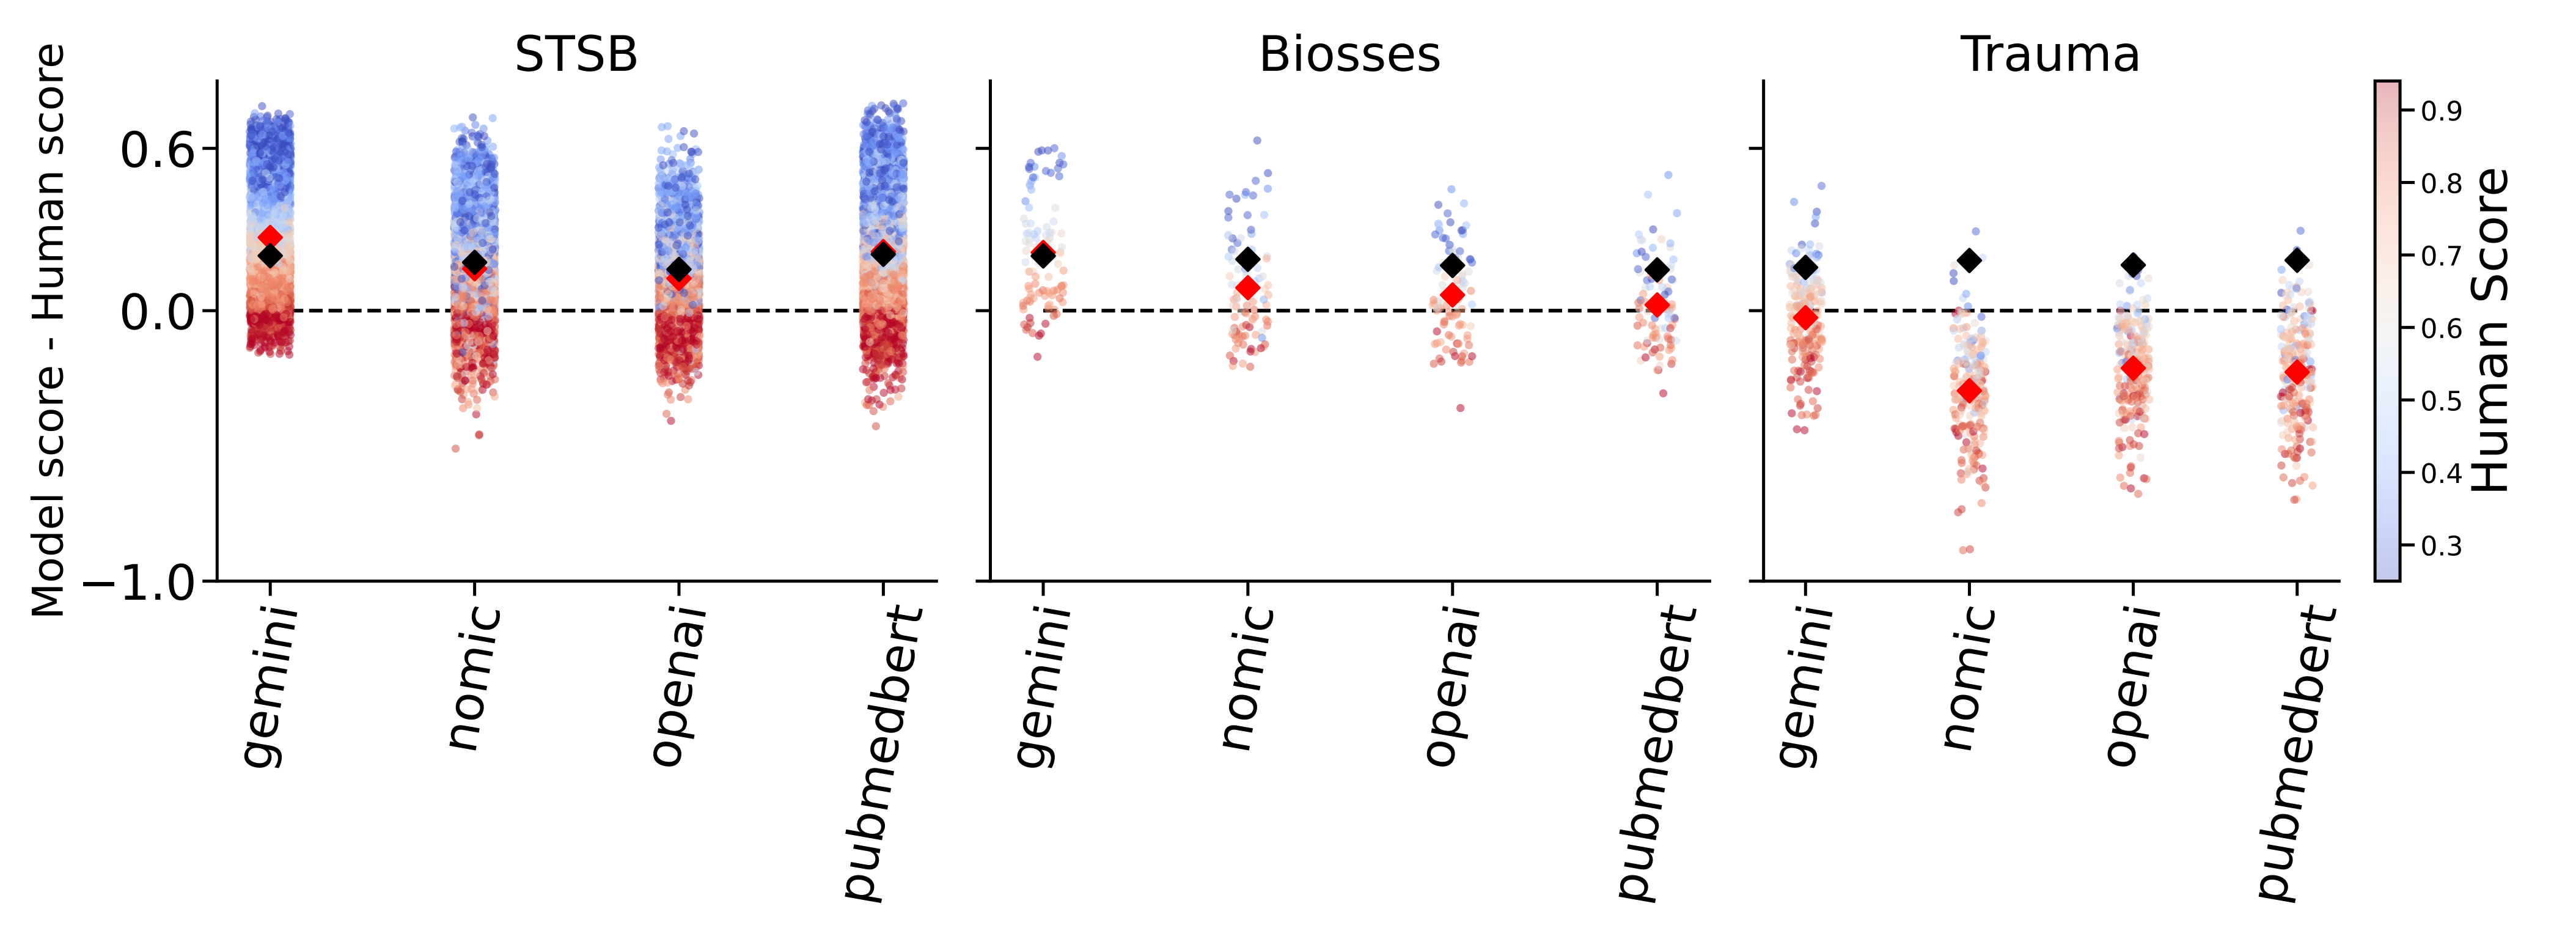 STSB
Biosses
Trauma
Model score - Human score
0.6
0.0
−1.0
gemini
nomic
openai
pubmedbert
gemini
nomic
openai
pubmedbert
gemini
nomic
openai
pubmedbert
0.9
0.8
0.7
0.6
0.5
0.4
0.3
Human Score